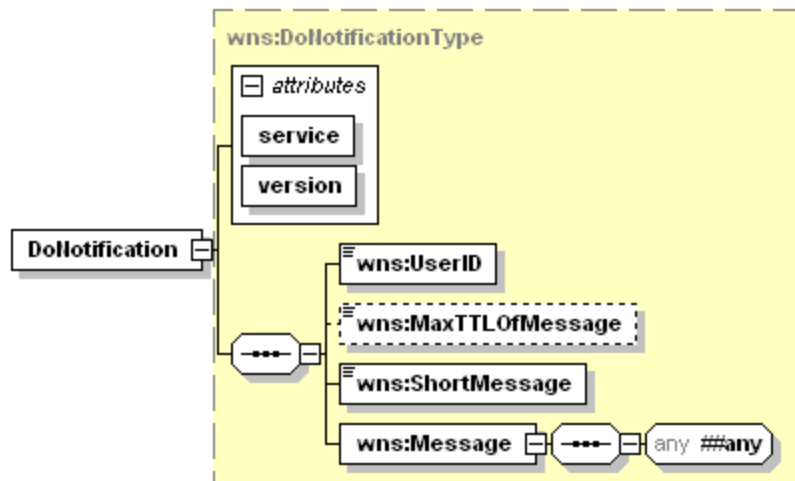 wns:DoNotificationType
attributes
service
version
DoNotification
wns:UserID
wns:MaxTTLOfMessage
wns:ShortMessage
wns:Message
any ##any